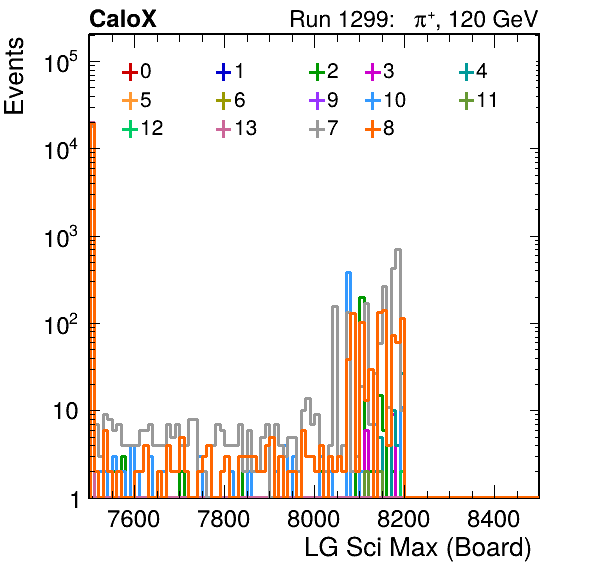 CaloX Run 1299: π⁺, 120 GeV
Events
10⁵
10⁴
10³
10²
10
1
0 1 2 3 4
5 6 9 10 11
12 13 7 8
7600 7800 8000 8200 8400
LG Sci Max (Board)